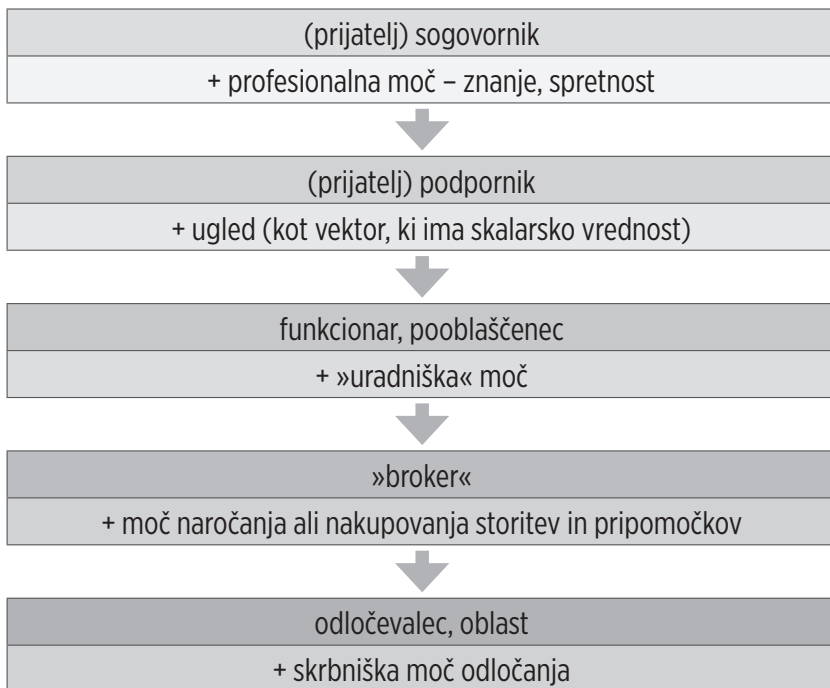 (prijatelj) sogovornik
+ profesionalna moč – znanje, spretnost
(prijatelj) podpornik
+ ugled (kot vektor, ki ima skalarsko vrednost)
funkcionar, pooblaščenec
+ »uradniška« moč
»broker«
+ moč naročanja ali nakupovanja storitev in pripomočkov
odločevalec, oblast
+ skrbniška moč odločanja